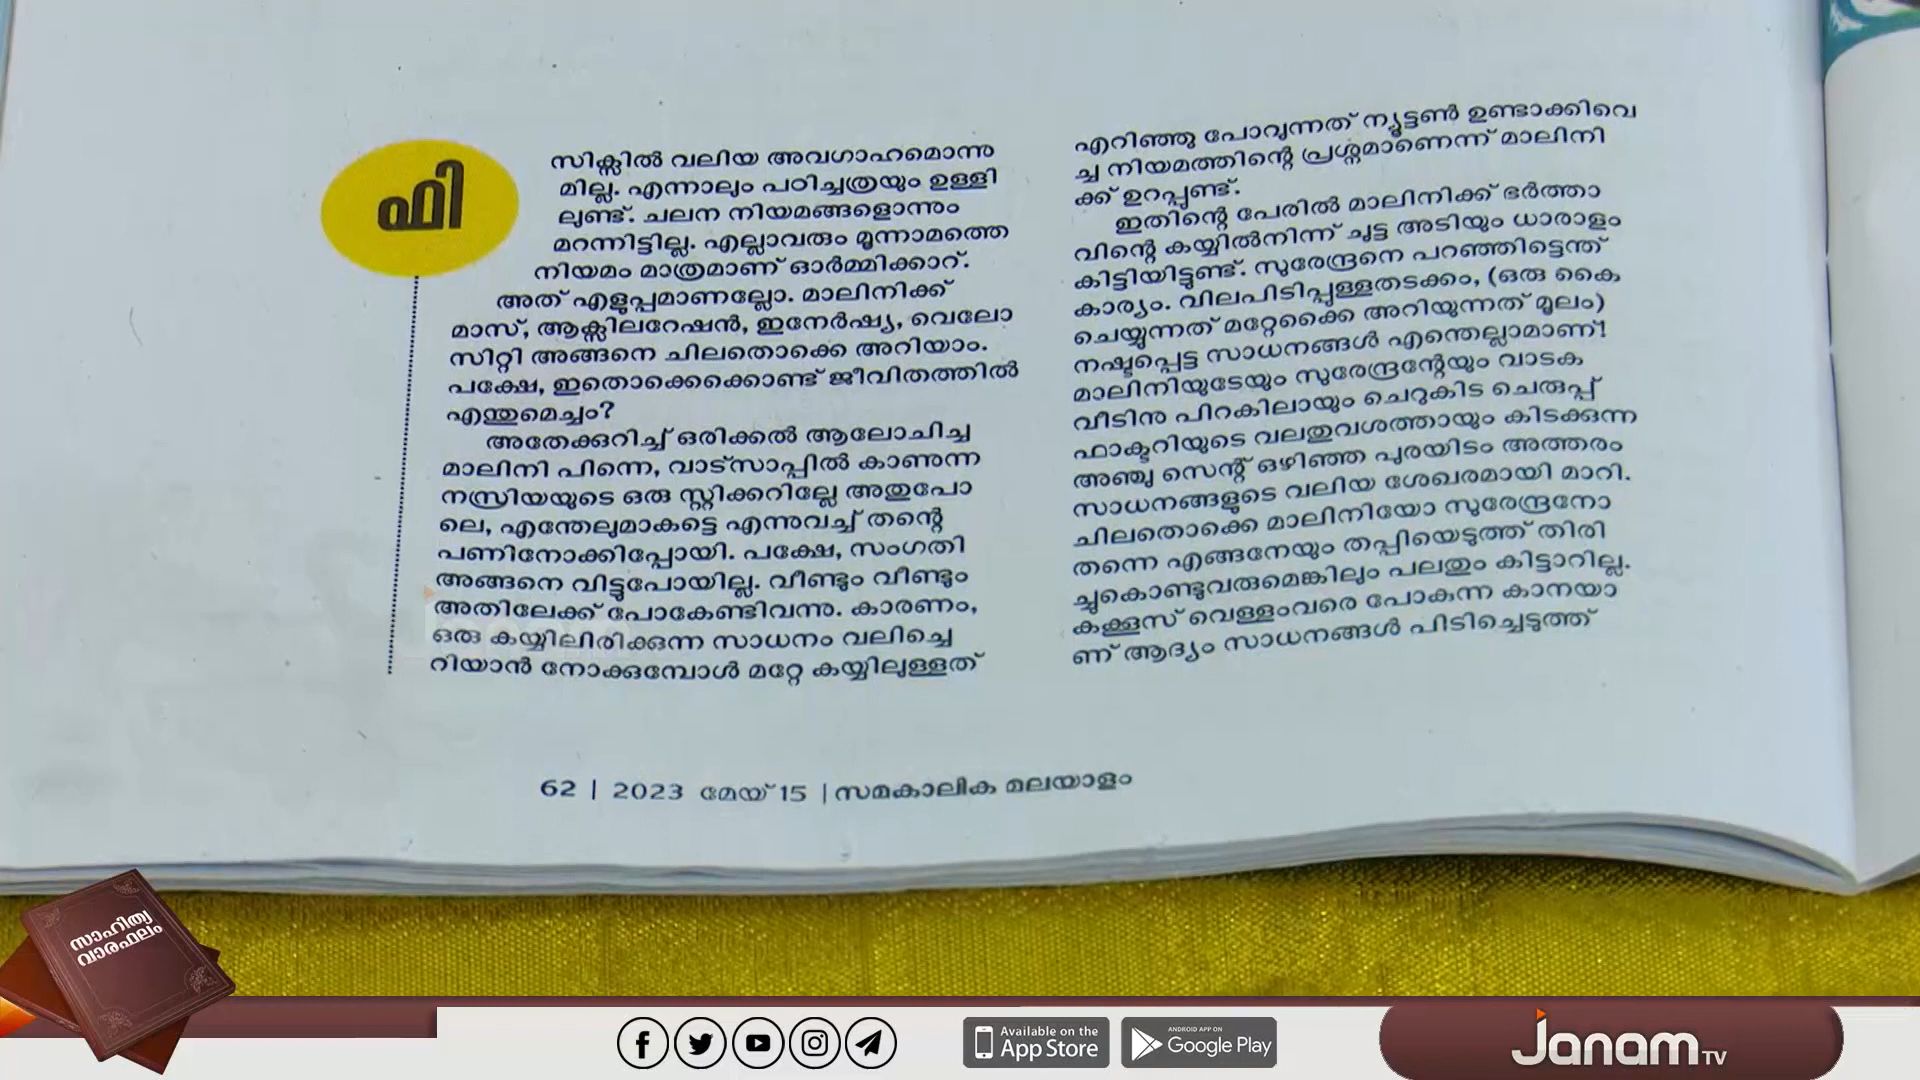 ഫി
സിക്സിൽ വലിയ അവഗാഹമൊന്നു
മില്ല. എന്നാലും പഠിച്ചത്രയും ഉള്ളി
ലുണ്ട്. ചലന നിയമങ്ങളൊന്നും
മറന്നിട്ടില്ല. എല്ലാവരും മൂന്നാമത്തെ
നിയമം മാത്രമാണ് ഓർമ്മിക്കാറ്.
അത് എളുപ്പമാണല്ലോ. മാലിനിക്ക്
മാസ്, ആക്സിലറേഷൻ, ഇനേർഷ്യ, വെലോ
സിറ്റി അങ്ങനെ ചിലതൊക്കെ അറിയാം.
പക്ഷേ, ഇതൊക്കെക്കൊണ്ട് ജീവിതത്തിൽ
എന്തുമെച്ചം?
അതേക്കുറിച്ച് ഒരിക്കൽ ആലോചിച്ച
മാലിനി പിന്നെ, വാട്സാപ്പിൽ കാണുന്ന
നസ്രിയയുടെ ഒരു സ്റ്റിക്കറില്ലേ അതുപോ
ലെ, എന്തേലുമാകട്ടെ എന്നുവച്ച് തന്റെ
പണിനോക്കിപ്പോയി. പക്ഷേ, സംഗതി
അങ്ങനെ വിട്ടുപോയില്ല. വീണ്ടും വീണ്ടും
അതിലേക്ക് പോകേണ്ടിവന്നു. കാരണം,
ഒരു കയ്യിലിരിക്കുന്ന സാധനം വലിച്ചെ
റിയാൻ നോക്കുമ്പോൾ മറ്റേ കയ്യിലുള്ളത്
എറിഞ്ഞു പോവുന്നത് ന്യൂട്ടൺ ഉണ്ടാക്കിവെ
ച്ച നിയമത്തിന്റെ പ്രശ്നമാണെന്ന് മാലിനി
ക്ക് ഉറപ്പുണ്ട്.
ഇതിന്റെ പേരിൽ മാലിനിക്ക് ഭർത്താ
വിന്റെ കയ്യിൽനിന്ന് ചുട്ട അടിയും ധാരാളം
കിട്ടിയിട്ടുണ്ട്. സുരേന്ദ്രനെ പറഞ്ഞിട്ടെന്ത്
കാര്യം. വിലപിടിപ്പുള്ളതടക്കം, (ഒരു കൈ
ചെയ്യുന്നത് മറ്റേക്കൈ അറിയുന്നത് മൂലം)
നഷ്ടപ്പെട്ട സാധനങ്ങൾ എന്തെല്ലാമാണ്!
മാലിനിയുടേയും സുരേന്ദ്രന്റേയും വാടക
വീടിനു പിറകിലായും ചെറുകിട ചെരുപ്പ്
ഫാക്ടറിയുടെ വലതുവശത്തായും കിടക്കുന്ന
അഞ്ചു സെന്റ് ഒഴിഞ്ഞ പുരയിടം അത്തരം
സാധനങ്ങളുടെ വലിയ ശേഖരമായി മാറി.
ചിലതൊക്കെ മാലിനിയോ സുരേന്ദ്രനോ
തന്നെ എങ്ങനേയും തപ്പിയെടുത്ത് തിരി
ച്ചുകൊണ്ടുവരുമെങ്കിലും പലതും കിട്ടാറില്ല.
കക്കൂസ് വെള്ളംവരെ പോകുന്ന കാനയാ
ണ് ആദ്യം സാധനങ്ങൾ പിടിച്ചെടുത്ത്
62 | 2023 മേയ് 15 | സമകാലിക മലയാളം
സാഹിത്യ
വാരഫലം
Available on the
App Store
ANDROID APP ON
Google Play
Janam TV